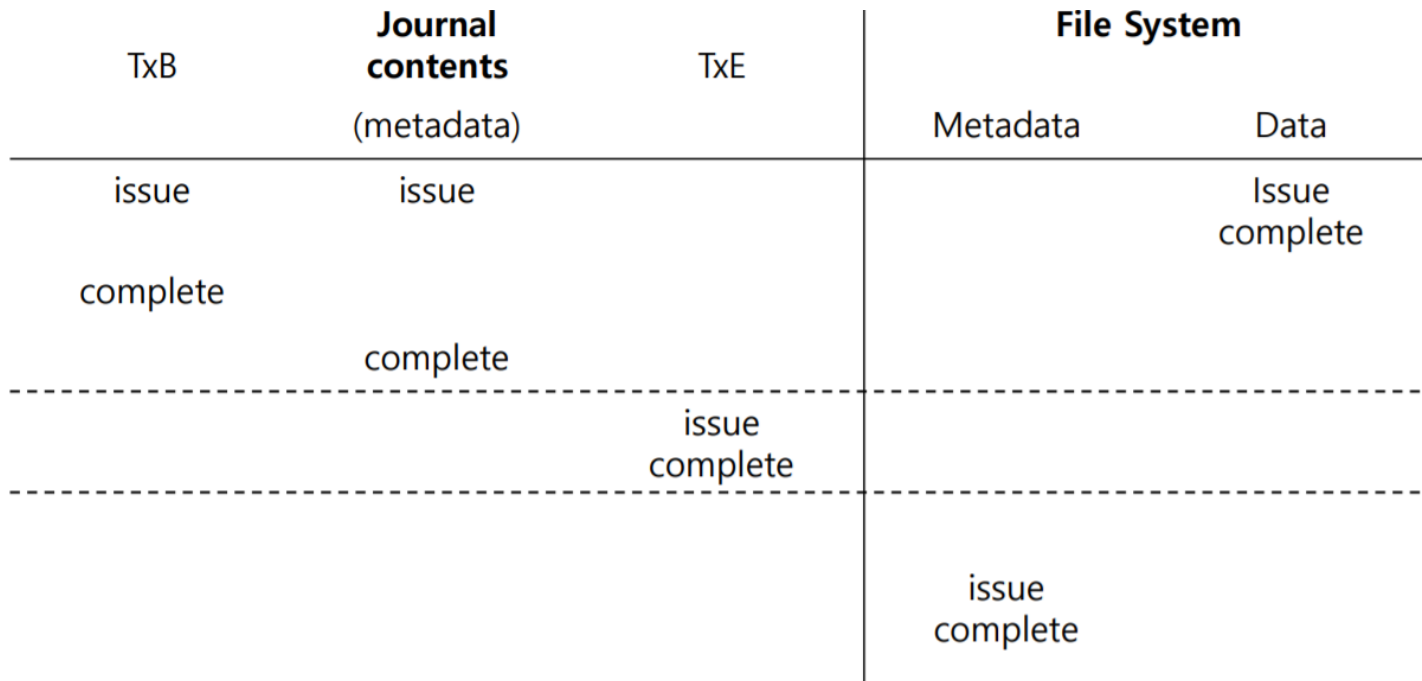 Journal
contents
File System
TxB
TxE
(metadata)
Metadata
Data
issue
issue
Issue
complete
complete
complete
issue
complete
issue
complete